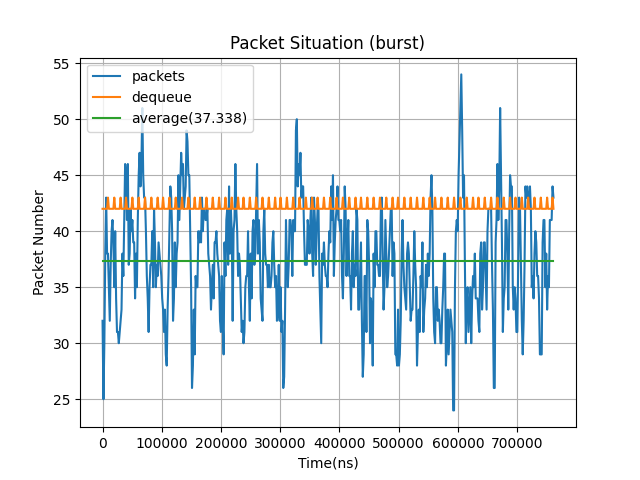 Packet Situation (burst)
packets
dequeue
average(37.338)
55
50
45
40
35
30
25
Packet Number
0 100000 200000 300000 400000 500000 600000 700000
Time(ns)